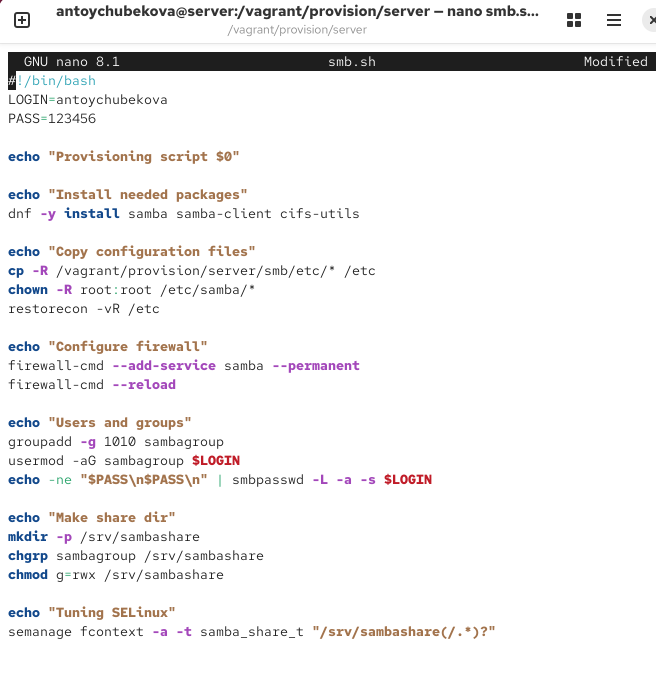 antoychubekova@server:/vagrant/provision/server — nano smb.s...
/vagrant/provision/server
GNU nano 8.1 smb.sh Modified
#!/bin/bash
LOGIN=antoychubekova
PASS=123456
echo "Provisioning script $0"
echo "Install needed packages"
dnf -y install samba samba-client cifs-utils
echo "Copy configuration files"
cp -R /vagrant/provision/server/smb/etc/* /etc
chown -R root:root /etc/samba/*
restorecon -vR /etc
echo "Configure firewall"
firewall-cmd --add-service samba --permanent
firewall-cmd --reload
echo "Users and groups"
groupadd -g 1010 sambagroup
usermod -aG sambagroup $LOGIN
echo -ne "$PASS\n$PASS\n" | smbpasswd -L -a -s $LOGIN
echo "Make share dir"
mkdir -p /srv/sambashare
chgrp sambagroup /srv/sambashare
chmod g=rwx /srv/sambashare
echo "Tuning SELinux"
semanage fcontext -a -t samba_share_t "/srv/sambashare(/.*)?"